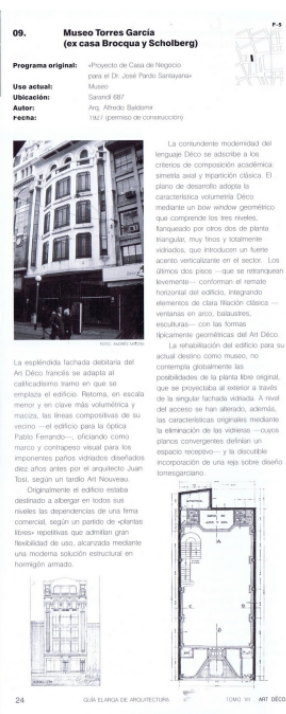 F-5
09. Museo Torres García
(ex casa Brocqua y Scholberg)
Programa original: «Proyecto de Casa de Negocio
para el Dr. José Pardo Santayana»
Uso actual: Museo
Ubicación: Sarandí 687
Autor: Arq. Alfredo Baldomir
Fecha: 1927 (permiso de construcción)
La espléndida fachada debitaria del
Art Déco francés se adapta al
calificadísimo tramo en que se
emplaza el edificio. Retoma, en escala
menor y en clave más volumétrica y
maciza, las líneas compositivas de su
vecino —el edificio para la óptica
Pablo Ferrando—, oficiando como
marco y contrapeso visual para los
imponentes paños vidriados diseñados
diez años antes por el arquitecto Juan
Tosi, según un tardío Art Nouveau.
Originalmente el edificio estaba
destinado a albergar en todos sus
niveles las dependencias de una firma
comercial, según un partido de «plantas
libres» repetitivas que admitían gran
flexibilidad de uso, alcanzada mediante
una moderna solución estructural en
hormigón armado.
La contundente modernidad del
lenguaje Déco se adscribe a los
criterios de composición académica:
simetría axial y tripartición clásica. El
plano de desarrollo adopta la
característica volumetría Déco
mediante un bow window geométrico
que comprende los tres niveles,
flanqueado por otros dos de planta
triangular, muy finos y totalmente
vidriados, que introducen un fuerte
acento verticalizante en el sector. Los
últimos dos pisos —que se retranquean
levemente— conforman el remate
horizontal del edificio, integrando
elementos de clara filiación clásica —
ventanas en arco, balaustres,
esculturas— con las formas
típicamente geométricas del Art Déco.
La rehabilitación del edificio para su
actual destino como museo, no
contempla globalmente las
posibilidades de la planta libre original,
que se proyectaba al exterior a través
de la singular fachada vidriada. A nivel
del acceso se han alterado, además,
las características originales mediante
la eliminación de las vidrieras —cuyos
planos convergentes definían un
espacio receptivo— y la discutible
incorporación de una reja sobre diseño
torresgarciano.
24
GUÍA ELARQA DE ARQUITECTURA
TOMO
ART DÉCO